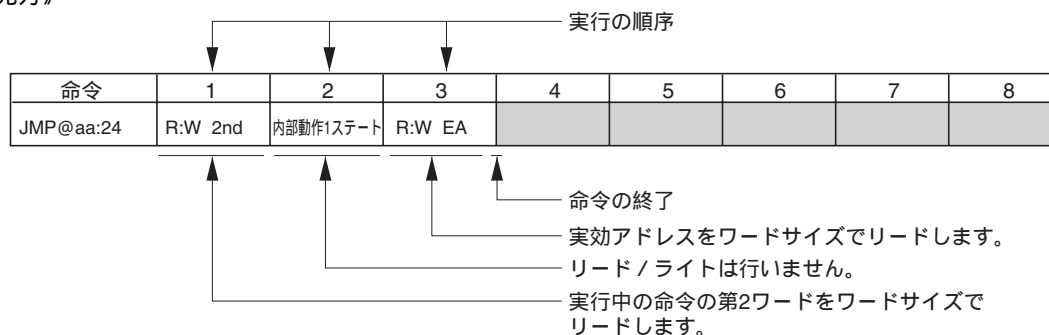 見方》
実行の順序
命令 1 2 3 4 5 6 7 8
JMP@aa:24 R:W 2nd 内部動作1ステート R:W EA
命令の終了
実効アドレスをワードサイズでリードします。
リード / ライトは行いません。
実行中の命令の第2ワードをワードサイズで
リードします。